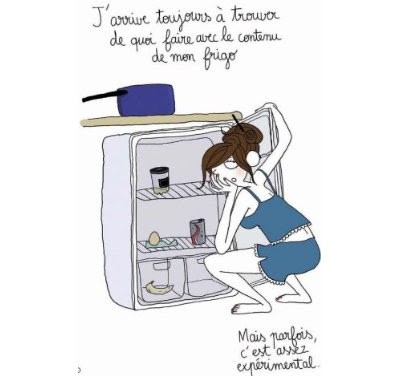 J'arrive toujours à trouver
de quoi faire avec le contenu
de mon frigo
Mais parfois,
c'est assez
expérimental.